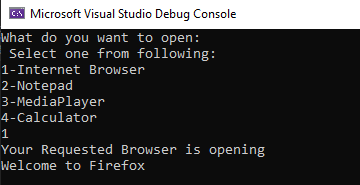 Microsoft Visual Studio Debug Console
What do you want to open:
 Select one from following:
1-Internet Browser
2-Notepad
3-MediaPlayer
4-Calculator
1
Your Requested Browser is opening
Welcome to Firefox